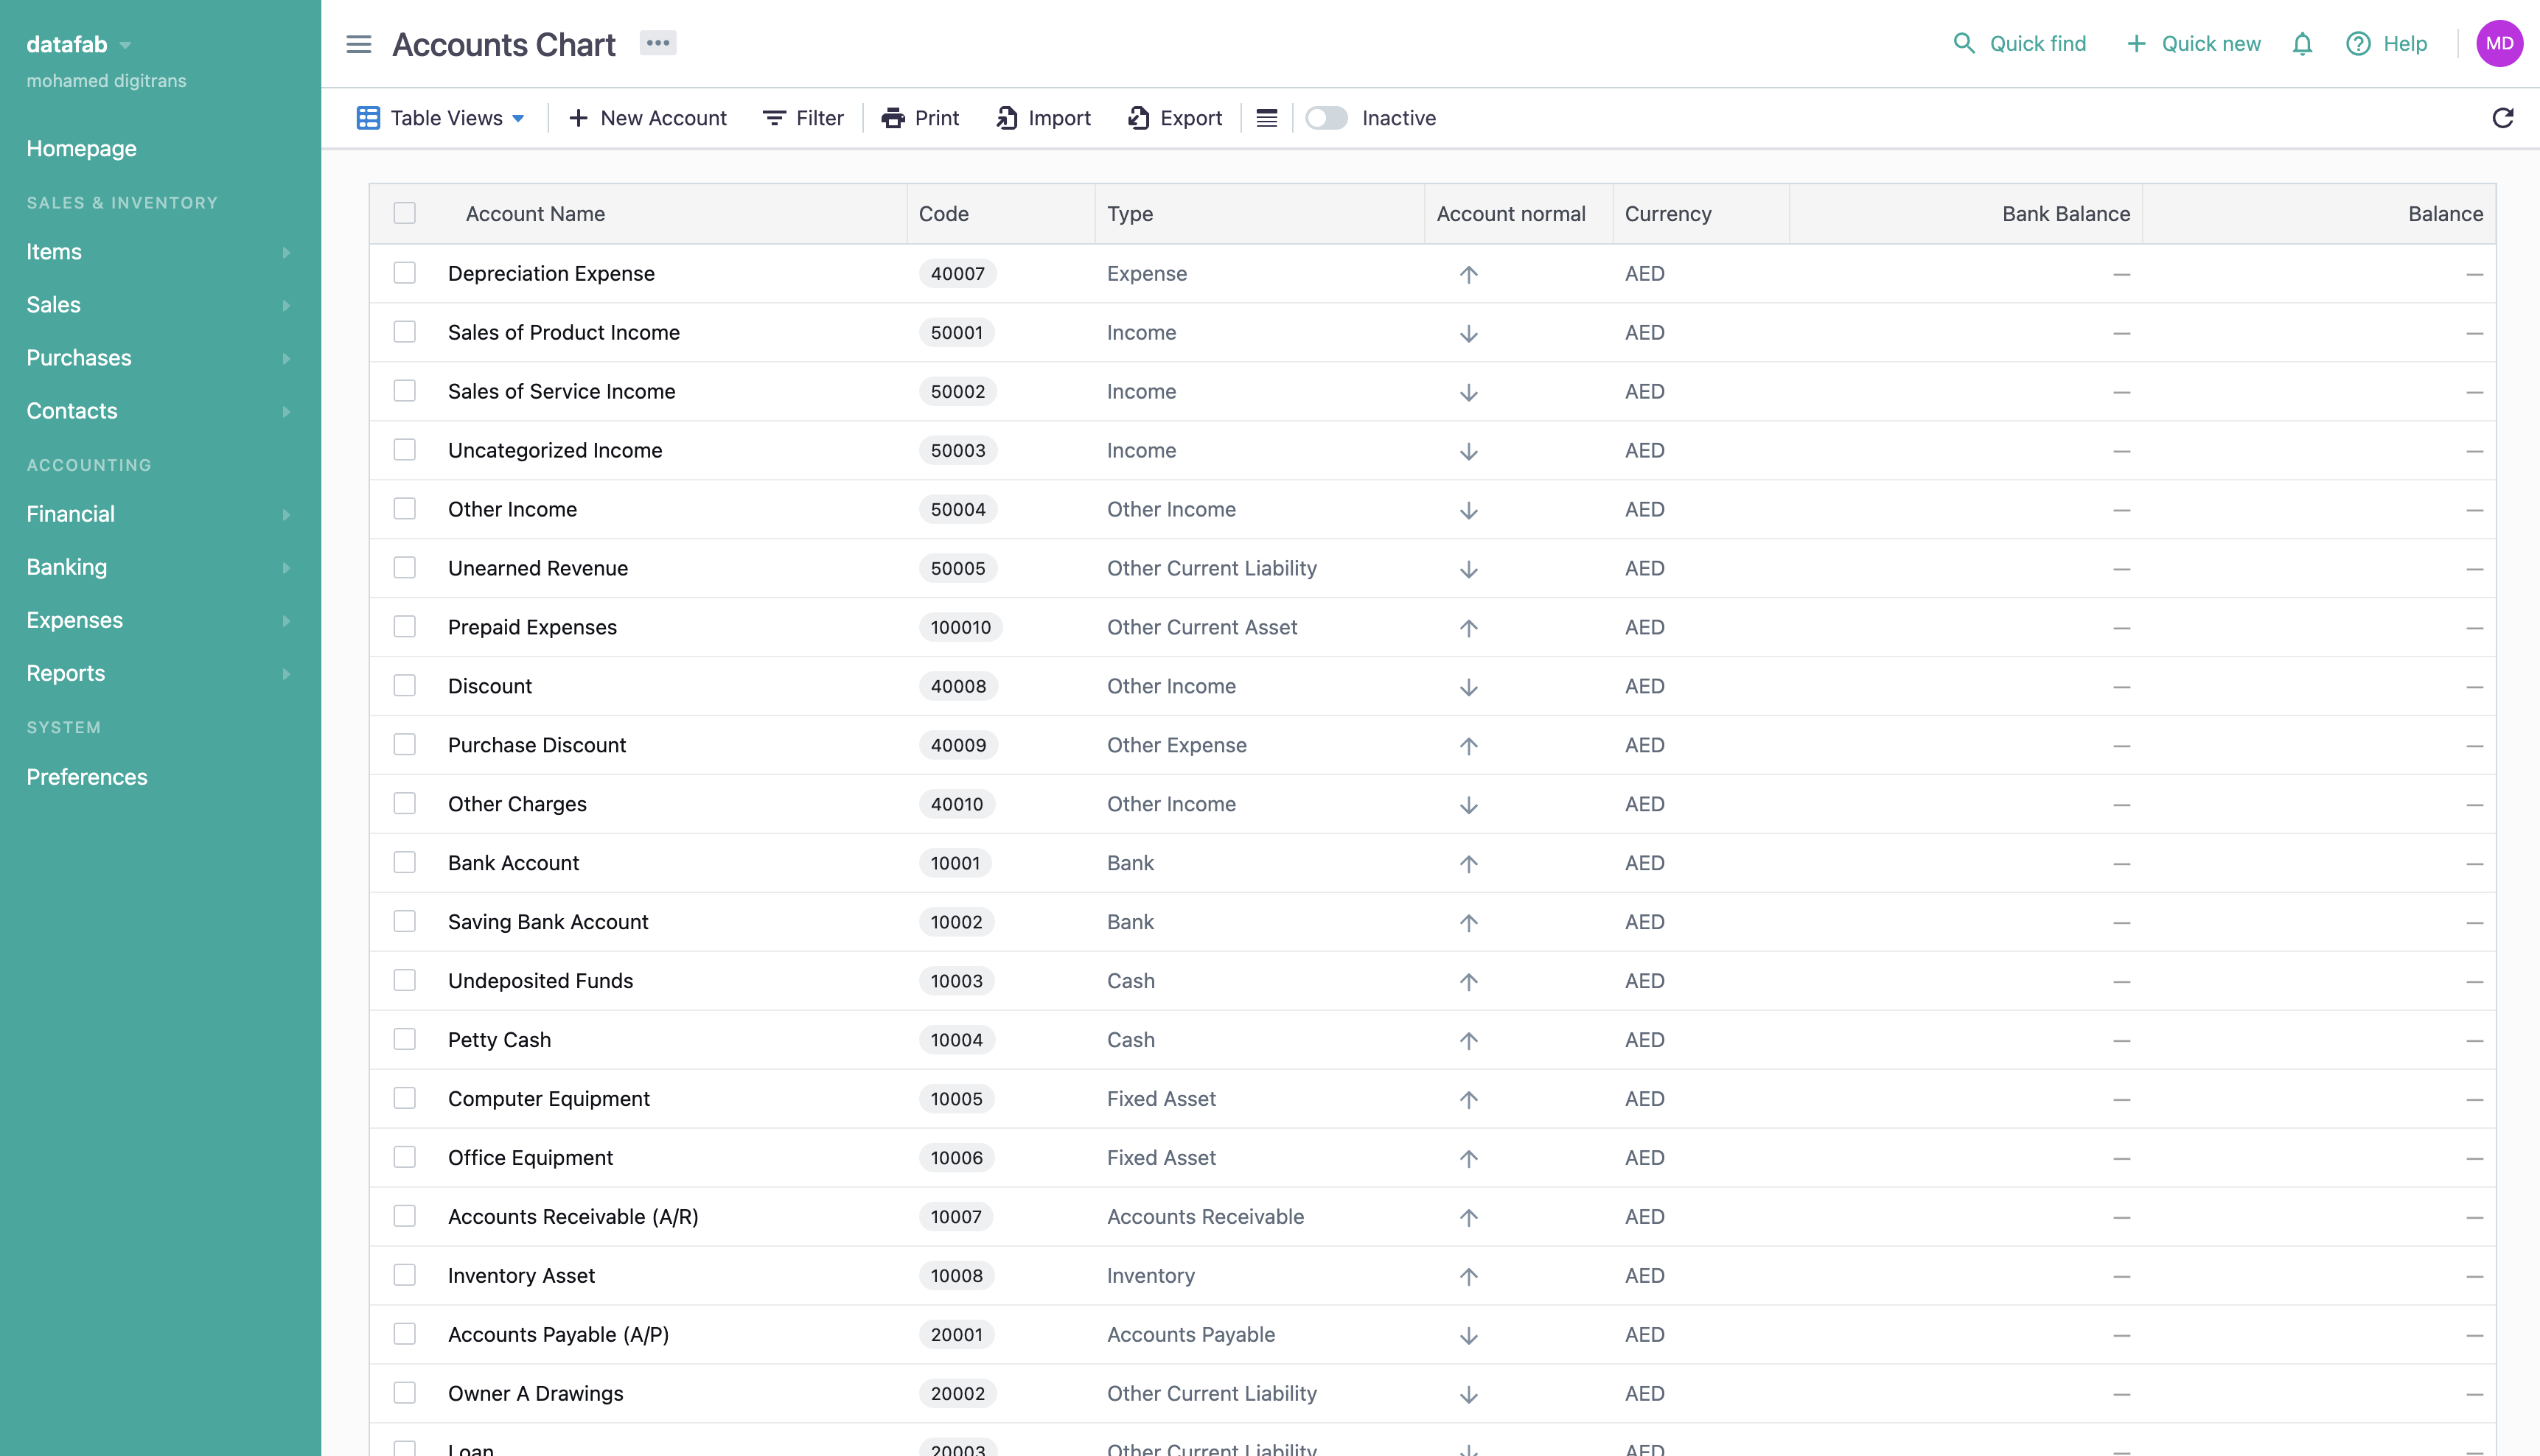 datafab
mohamed digitrans
Homepage
SALES & INVENTORY
Items
Sales
Purchases
Contacts
ACCOUNTING
Financial
Banking
Expenses
Reports
SYSTEM
Preferences
Accounts Chart
Quick find
Quick new
Help
MD
Table Views
New Account
Filter
Print
Import
Export
Inactive
Account Name Code Type Account normal Currency Bank Balance Balance
Depreciation Expense 40007 Expense AED — —
Sales of Product Income 50001 Income AED — —
Sales of Service Income 50002 Income AED — —
Uncategorized Income 50003 Income AED — —
Other Income 50004 Other Income AED — —
Unearned Revenue 50005 Other Current Liability AED — —
Prepaid Expenses 100010 Other Current Asset AED — —
Discount 40008 Other Income AED — —
Purchase Discount 40009 Other Expense AED — —
Other Charges 40010 Other Income AED — —
Bank Account 10001 Bank AED — —
Saving Bank Account 10002 Bank AED — —
Undeposited Funds 10003 Cash AED — —
Petty Cash 10004 Cash AED — —
Computer Equipment 10005 Fixed Asset AED — —
Office Equipment 10006 Fixed Asset AED — —
Accounts Receivable (A/R) 10007 Accounts Receivable AED — —
Inventory Asset 10008 Inventory AED — —
Accounts Payable (A/P) 20001 Accounts Payable AED — —
Owner A Drawings 20002 Other Current Liability AED — —
Loan 20003 Other Current Liability AED — —